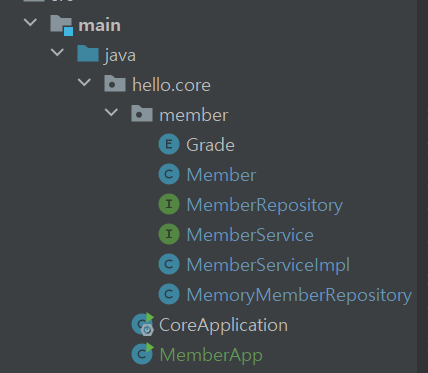 main
java
hello.core
member
E Grade
C Member
I MemberRepository
I MemberService
C MemberServiceImpl
C MemoryMemberRepository
C CoreApplication
C MemberApp